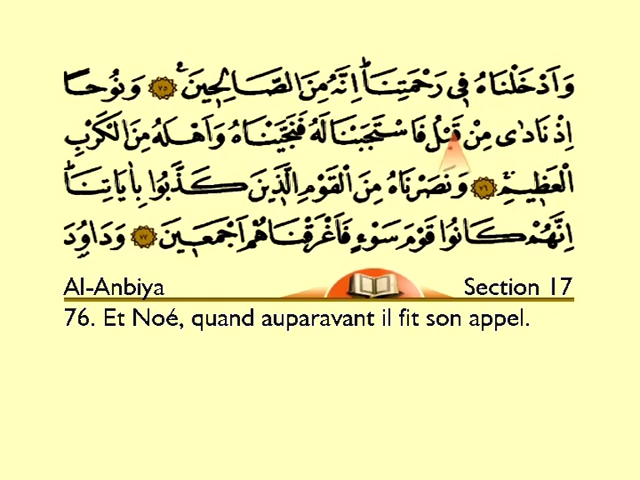 وَاَدْخَلْنَاهُ فٖى رَحْمَتِنَاؕ اِنَّهُ مِنَ الصَّالِحٖينَ ﴿٧٥﴾ وَنُوحًا
اِذْ نَادٰى مِنْ قَبْلُ فَاسْتَجَبْنَا لَهُ فَنَجَّيْنَاهُ وَاَهْلَهُ مِنَ الْكَرْبِ
الْعَظٖيمِ ﴿٧٦﴾ وَنَصَرْنَاهُ مِنَ الْقَوْمِ الَّذٖينَ كَذَّبُوا بِاٰيَاتِنَاؕ
اِنَّهُمْ كَانُوا قَوْمَ سَوْءٍ فَاَغْرَقْنَاهُمْ اَجْمَعٖينَ ﴿٧٧﴾ وَدَاوُدَ
Al-Anbiya Section 17
76. Et Noé, quand auparavant il fit son appel.